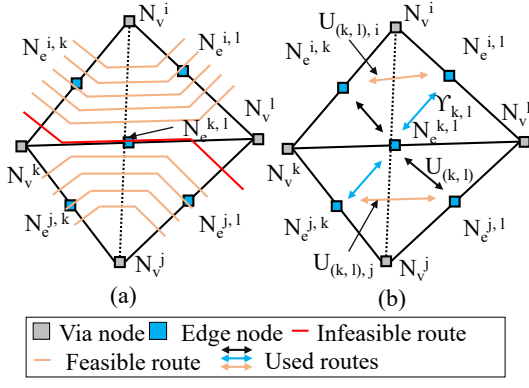 N_v^i
N_e^{i, k}
N_e^{i, l}
N_v^l
N_e^{k, l}
N_v^k
N_e^{j, k}
N_e^{j, l}
N_v^j
(a)
N_v^i
U_{(k, l), i}
N_e^{i, k}
N_e^{i, l}
ϒ_{k, l}
N_v^l
N_e^{k, l}
N_v^k
U_{(k, l)}
N_e^{j, k}
N_e^{j, l}
U_{(k, l), j}
N_v^j
(b)
Via node Edge node Infeasible route
Feasible route Used routes